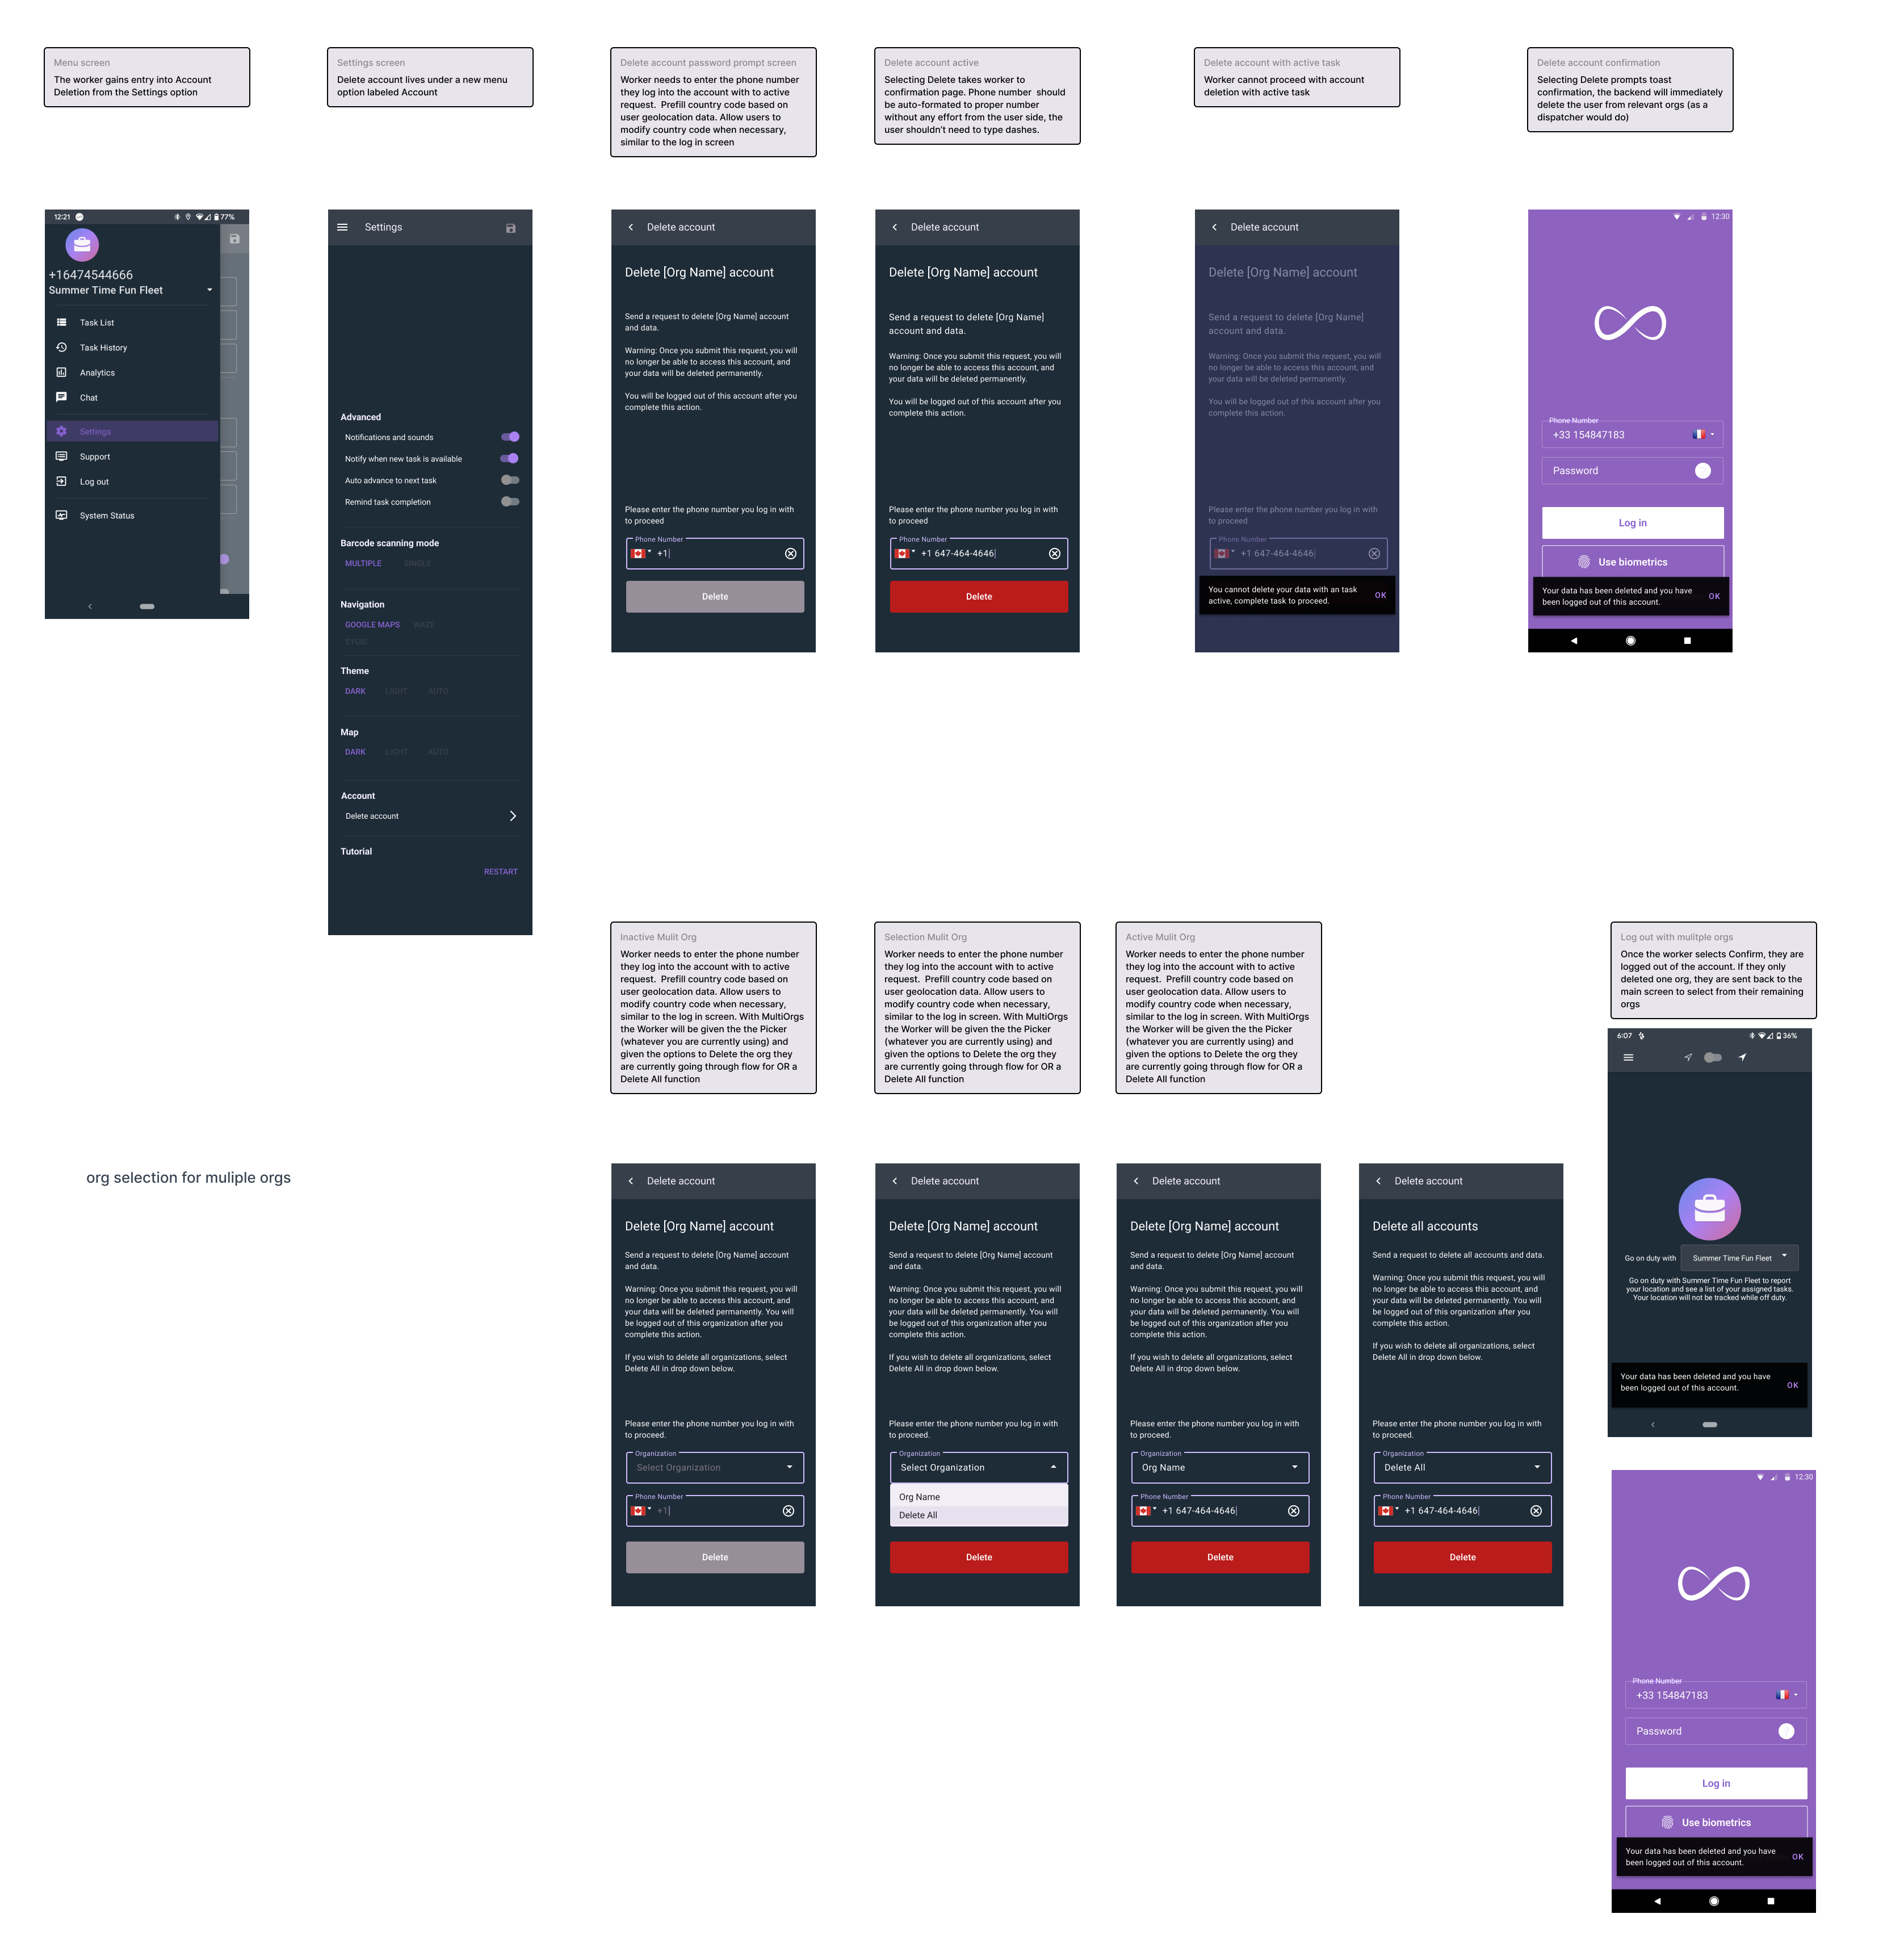 Menu screen
The worker gains entry into Account
Deletion from the Settings option
Settings screen
Delete account lives under a new menu
option labeled Account
Delete account password prompt screen
Worker needs to enter the phone number
they log into the account with to active
request.  Prefill country code based on
user geolocation data. Allow users to
modify country code when necessary,
similar to the log in screen
Delete account active
Selecting Delete takes worker to
confirmation page. Phone number  should
be auto-formated to proper number
without any effort from the user side, the
user shouldn't need to type dashes.
Delete account with active task
Worker cannot proceed with account
deletion with active task
Delete account confirmation
Selecting Delete prompts toast
confirmation, the backend will immediately
delete the user from relevant orgs (as a
dispatcher would do)
12:21
77%
+16474544666
Summer Time Fun Fleet
Task List
Task History
Analytics
Chat
Settings
Support
Log out
System Status
Settings
Advanced
Notifications and sounds
Notify when new task is available
Auto advance to next task
Remind task completion
Barcode scanning mode
MULTIPLE SINGLE
Navigation
GOOGLE MAPS WAZE
SYGIC
Theme
DARK LIGHT AUTO
Map
DARK LIGHT AUTO
Account
Delete account
Tutorial
RESTART
Delete account
Delete [Org Name] account
Send a request to delete [Org Name] account
and data.
Warning: Once you submit this request, you will
no longer be able to access this account, and
your data will be deleted permanently.
You will be logged out of this account after you
complete this action.
Please enter the phone number you log in with
to proceed
Phone Number
+1
Delete
Delete account
Delete [Org Name] account
Send a request to delete [Org Name]
account and data.
Warning: Once you submit this request, you will
no longer be able to access this account, and
your data will be deleted permanently.
You will be logged out of this account after you
complete this action.
Please enter the phone number you log in with
to proceed
Phone Number
+1 647-464-4646
Delete
Delete account
Delete [Org Name] account
Send a request to delete [Org Name]
account and data.
Warning: Once you submit this request, you will
no longer be able to access this account, and
your data will be deleted permanently.
You will be logged out of this account after you
complete this action.
Please enter the phone number you log in with
to proceed
Phone Number
+1 647-464-4646
You cannot delete your data with an task
active, complete task to proceed.
OK
12:30
Phone Number
+33 154847183
Password
Log in
Use biometrics
Your data has been deleted and you have
been logged out of this account.
OK
Inactive Mulit Org
Worker needs to enter the phone number
they log into the account with to active
request.  Prefill country code based on
user geolocation data. Allow users to
modify country code when necessary,
similar to the log in screen. With MultiOrgs
the Worker will be given the the Picker
(whatever you are currently using) and
given the options to Delete the org they
are currently going through flow for OR a
Delete All function
Selection Mulit Org
Worker needs to enter the phone number
they log into the account with to active
request.  Prefill country code based on
user geolocation data. Allow users to
modify country code when necessary,
similar to the log in screen. With MultiOrgs
the Worker will be given the the Picker
(whatever you are currently using) and
given the options to Delete the org they
are currently going through flow for OR a
Delete All function
Active Mulit Org
Worker needs to enter the phone number
they log into the account with to active
request.  Prefill country code based on
user geolocation data. Allow users to
modify country code when necessary,
similar to the log in screen. With MultiOrgs
the Worker will be given the the Picker
(whatever you are currently using) and
given the options to Delete the org they
are currently going through flow for OR a
Delete All function
Log out with mulitple orgs
Once the worker selects Confirm, they are
logged out of the account. If they only
deleted one org, they are sent back to the
main screen to select from their remaining
orgs
org selection for muliple orgs
Delete account
Delete [Org Name] account
Send a request to delete [Org Name] account
and data.
Warning: Once you submit this request, you will
no longer be able to access this account, and
your data will be deleted permanently. You will
be logged out of this organization after you
complete this action.
If you wish to delete all organizations, select
Delete All in drop down below.
Please enter the phone number you log in with
to proceed.
Organization
Select Organization
Phone Number
+1
Delete
Delete account
Delete [Org Name] account
Send a request to delete [Org Name] account
and data.
Warning: Once you submit this request, you will
no longer be able to access this account, and
your data will be deleted permanently. You will
be logged out of this organization after you
complete this action.
If you wish to delete all organizations, select
Delete All in drop down below.
Please enter the phone number you log in with
to proceed.
Organization
Select Organization
Org Name
Delete All
Delete
Delete account
Delete [Org Name] account
Send a request to delete [Org Name] account
and data.
Warning: Once you submit this request, you will
no longer be able to access this account, and
your data will be deleted permanently. You will
be logged out of this organization after you
complete this action.
If you wish to delete all organizations, select
Delete All in drop down below.
Please enter the phone number you log in with
to proceed.
Organization
Org Name
Phone Number
+1 647-464-4646
Delete
Delete account
Delete all accounts
Send a request to delete all accounts and data.
Warning: Once you submit this request, you will
no longer be able to access this account, and
your data will be deleted permanently. You will
be logged out of this organization after you
complete this action.
If you wish to delete all organizations, select
Delete All in drop down below.
Please enter the phone number you log in with
to proceed.
Organization
Delete All
Phone Number
+1 647-464-4646
Delete
6:07
36%
Go on duty with Summer Time Fun Fleet
Go on duty with Summer Time Fun Fleet to report
your location and see a list of your assigned tasks.
Your location will not be tracked while off duty.
Your data has been deleted and you have
been logged out of this account.
OK
12:30
Phone Number
+33 154847183
Password
Log in
Use biometrics
Your data has been deleted and you have
been logged out of this account.
OK